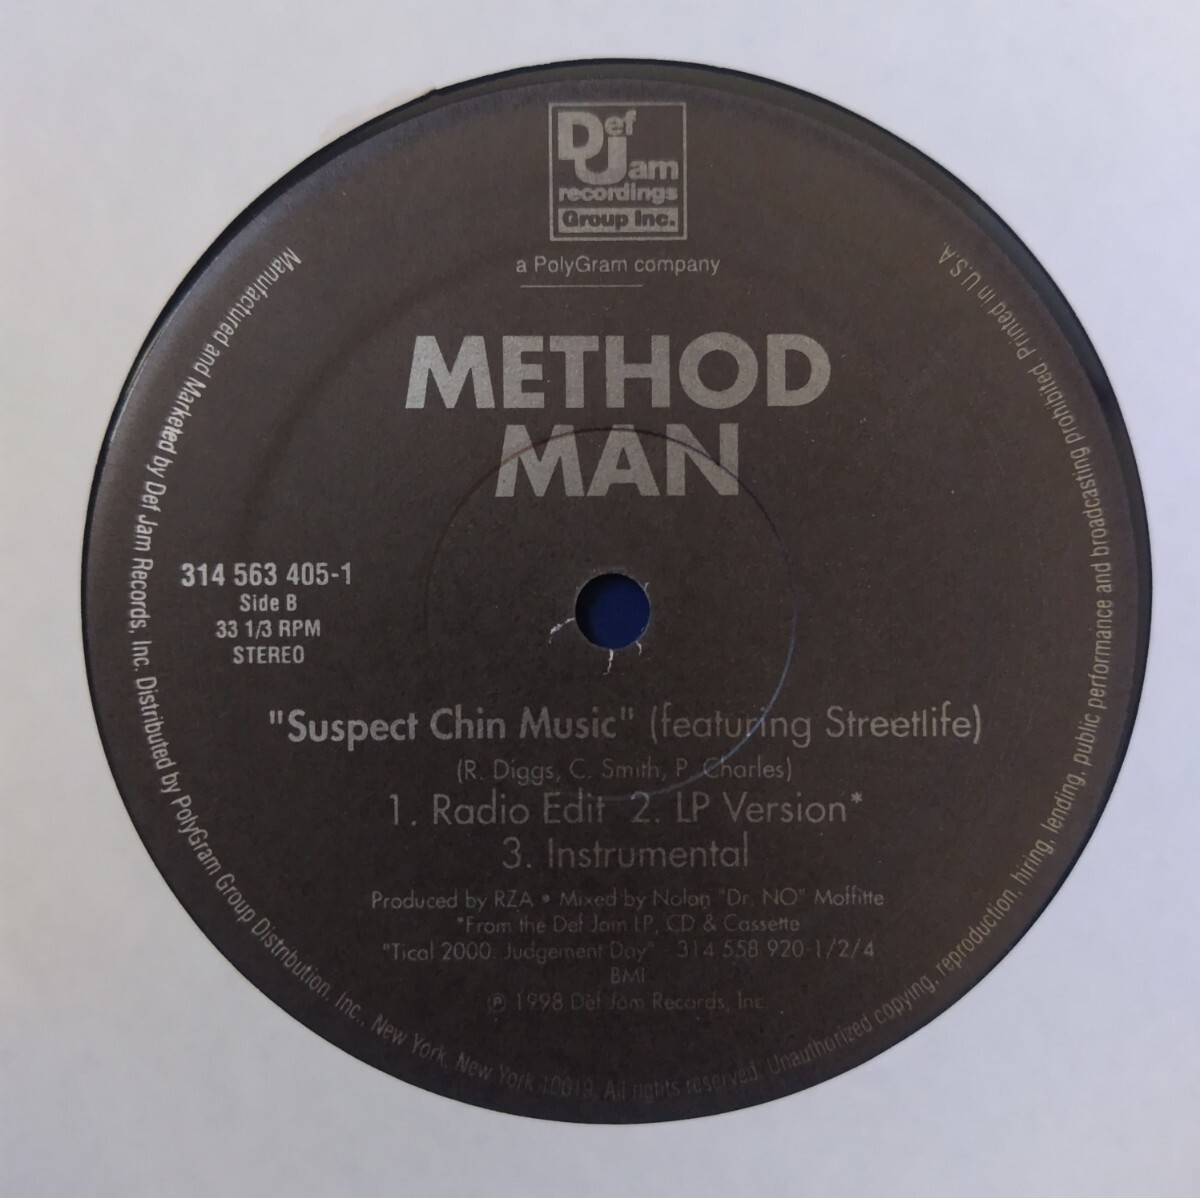 Def
Jam
recordings
Group Inc.
a PolyGram company
METHOD
MAN
314 563 405-1
Side B
33 1/3 RPM
STEREO
"Suspect Chin Music" (featuring Streetlife)
(R. Diggs, C. Smith, P. Charles)
1. Radio Edit 2. LP Version*
3. Instrumental
Produced by RZA • Mixed by Nolan "Dr. NO" Moffitte
*From the Def Jam LP, CD & Cassette
"Tical 2000: Judgement Day" - 314 558 920-1/2/4
BMI
℗ 1998 Def Jam Records, Inc.
Manufactured and Marketed by Def Jam Records, Inc. Distributed by PolyGram Group Distribution, Inc., New York, New York 10019. All rights reserved. Unauthorized copying, reproduction, hiring, lending, public performance and broadcasting prohibited. Printed in U.S.A.